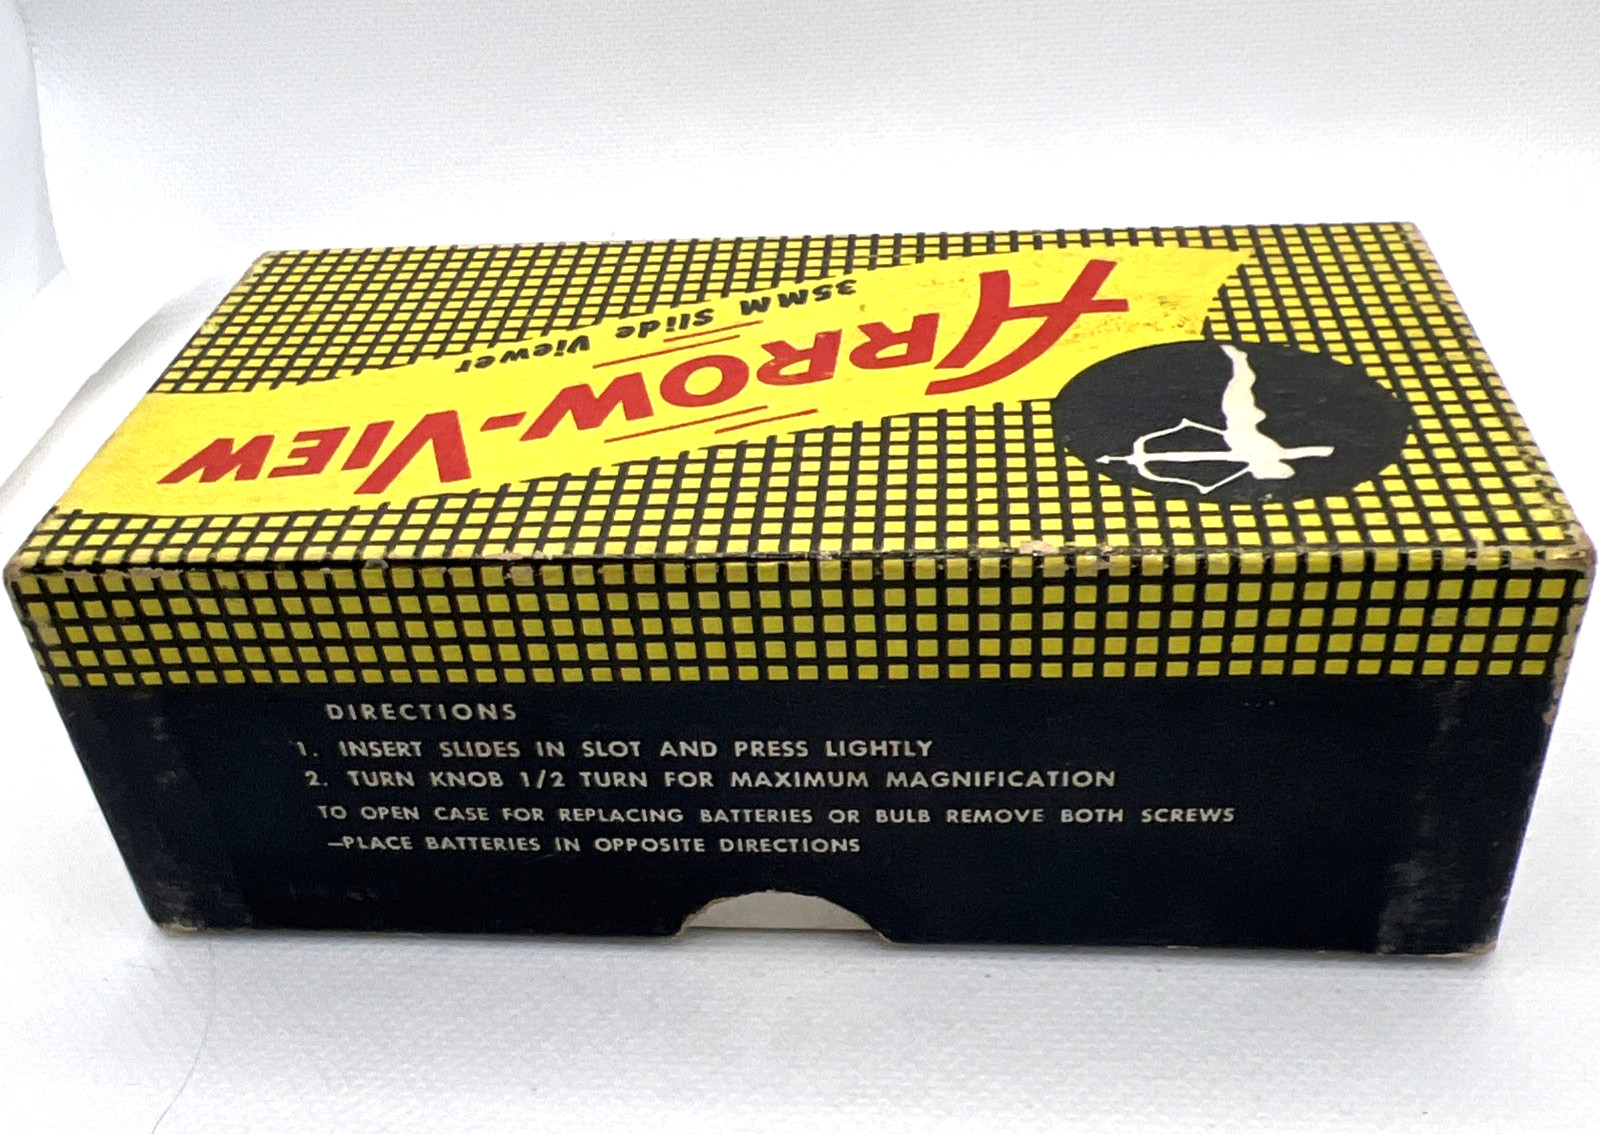 35MM Slide Viewer
ARROW-VIEW
DIRECTIONS
1. INSERT SLIDES IN SLOT AND PRESS LIGHTLY
2. TURN KNOB 1/2 TURN FOR MAXIMUM MAGNIFICATION
TO OPEN CASE FOR REPLACING BATTERIES OR BULB REMOVE BOTH SCREWS
—PLACE BATTERIES IN OPPOSITE DIRECTIONS